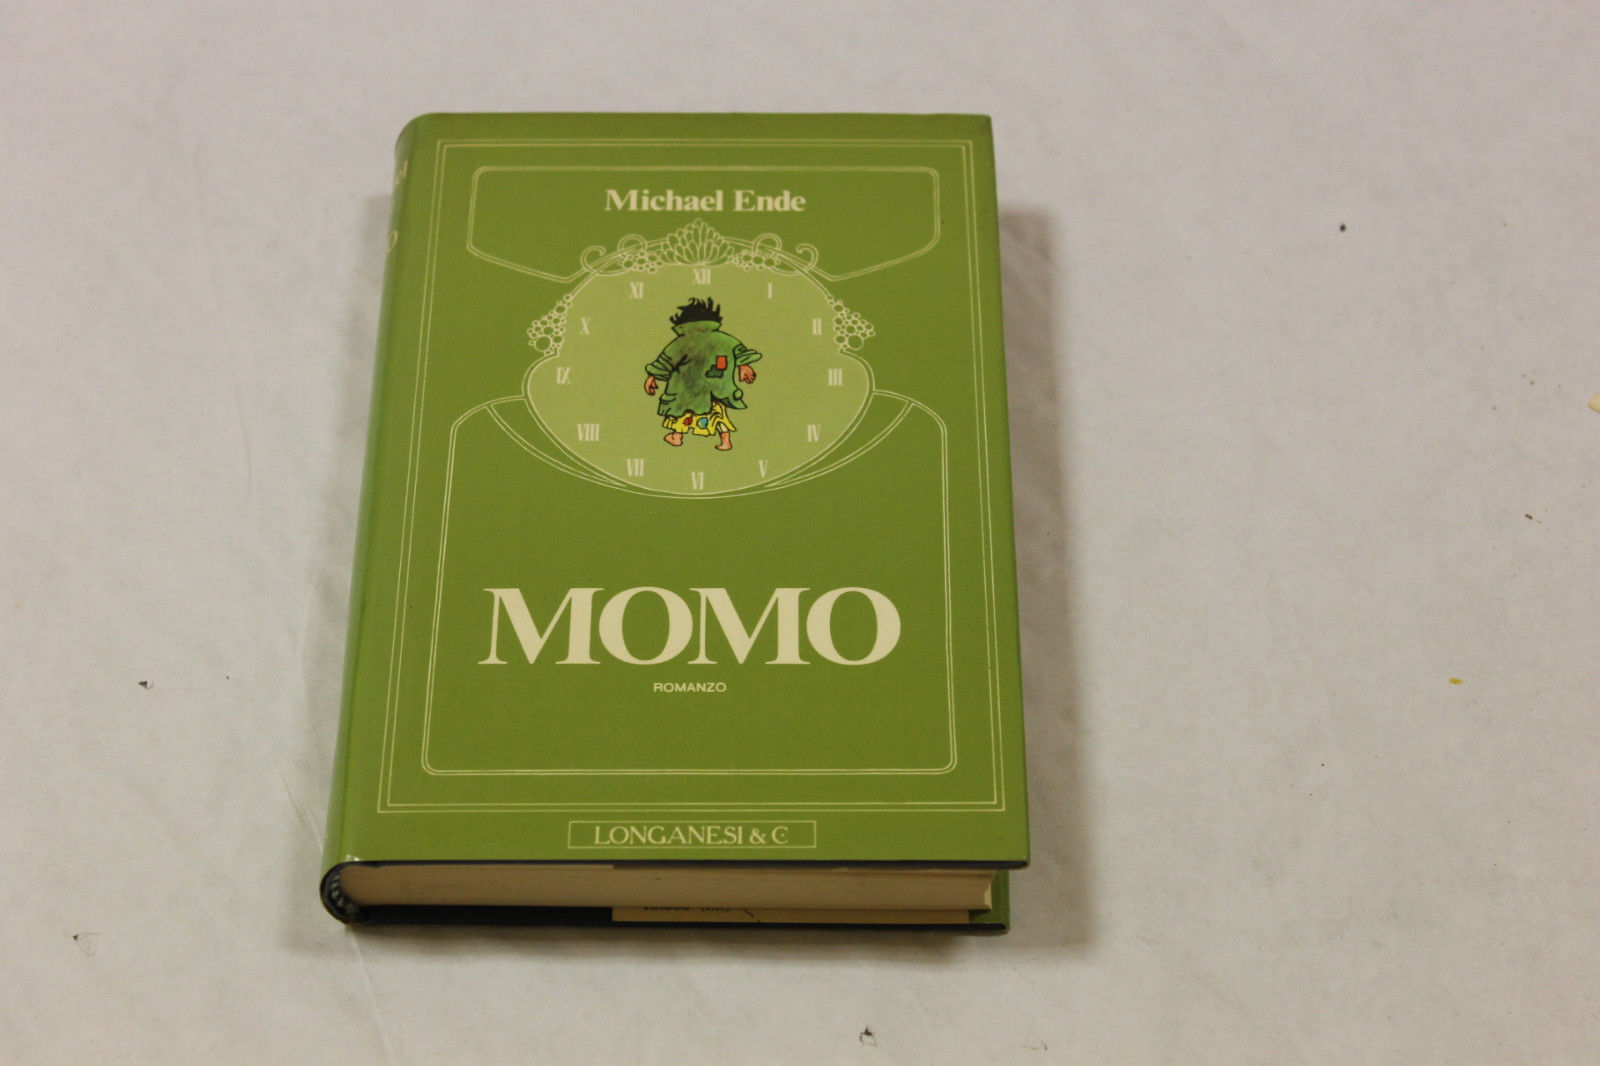 Michael Ende
XII
XI
I
X
II
IX
III
VIII
IV
VII
V
VI
MOMO
ROMANZO
LONGANESI & C